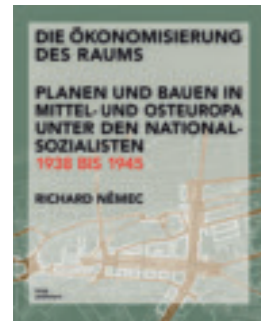 DIE ÖKONOMISIERUNG
DES RAUMS
PLANEN UND BAUEN IN
MITTEL- UND OSTEUROPA
UNTER DEN NATIONAL-
SOZIALISTEN
1938 BIS 1945
RICHARD NĚMEC